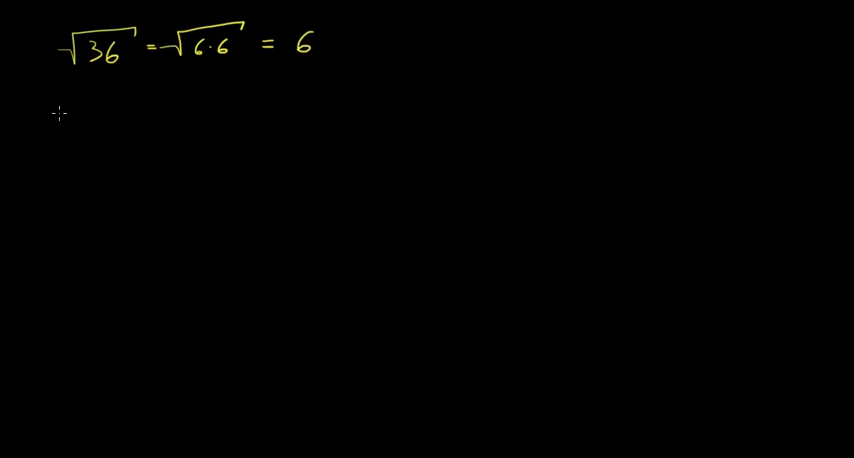 √36 = √6·6 = 6